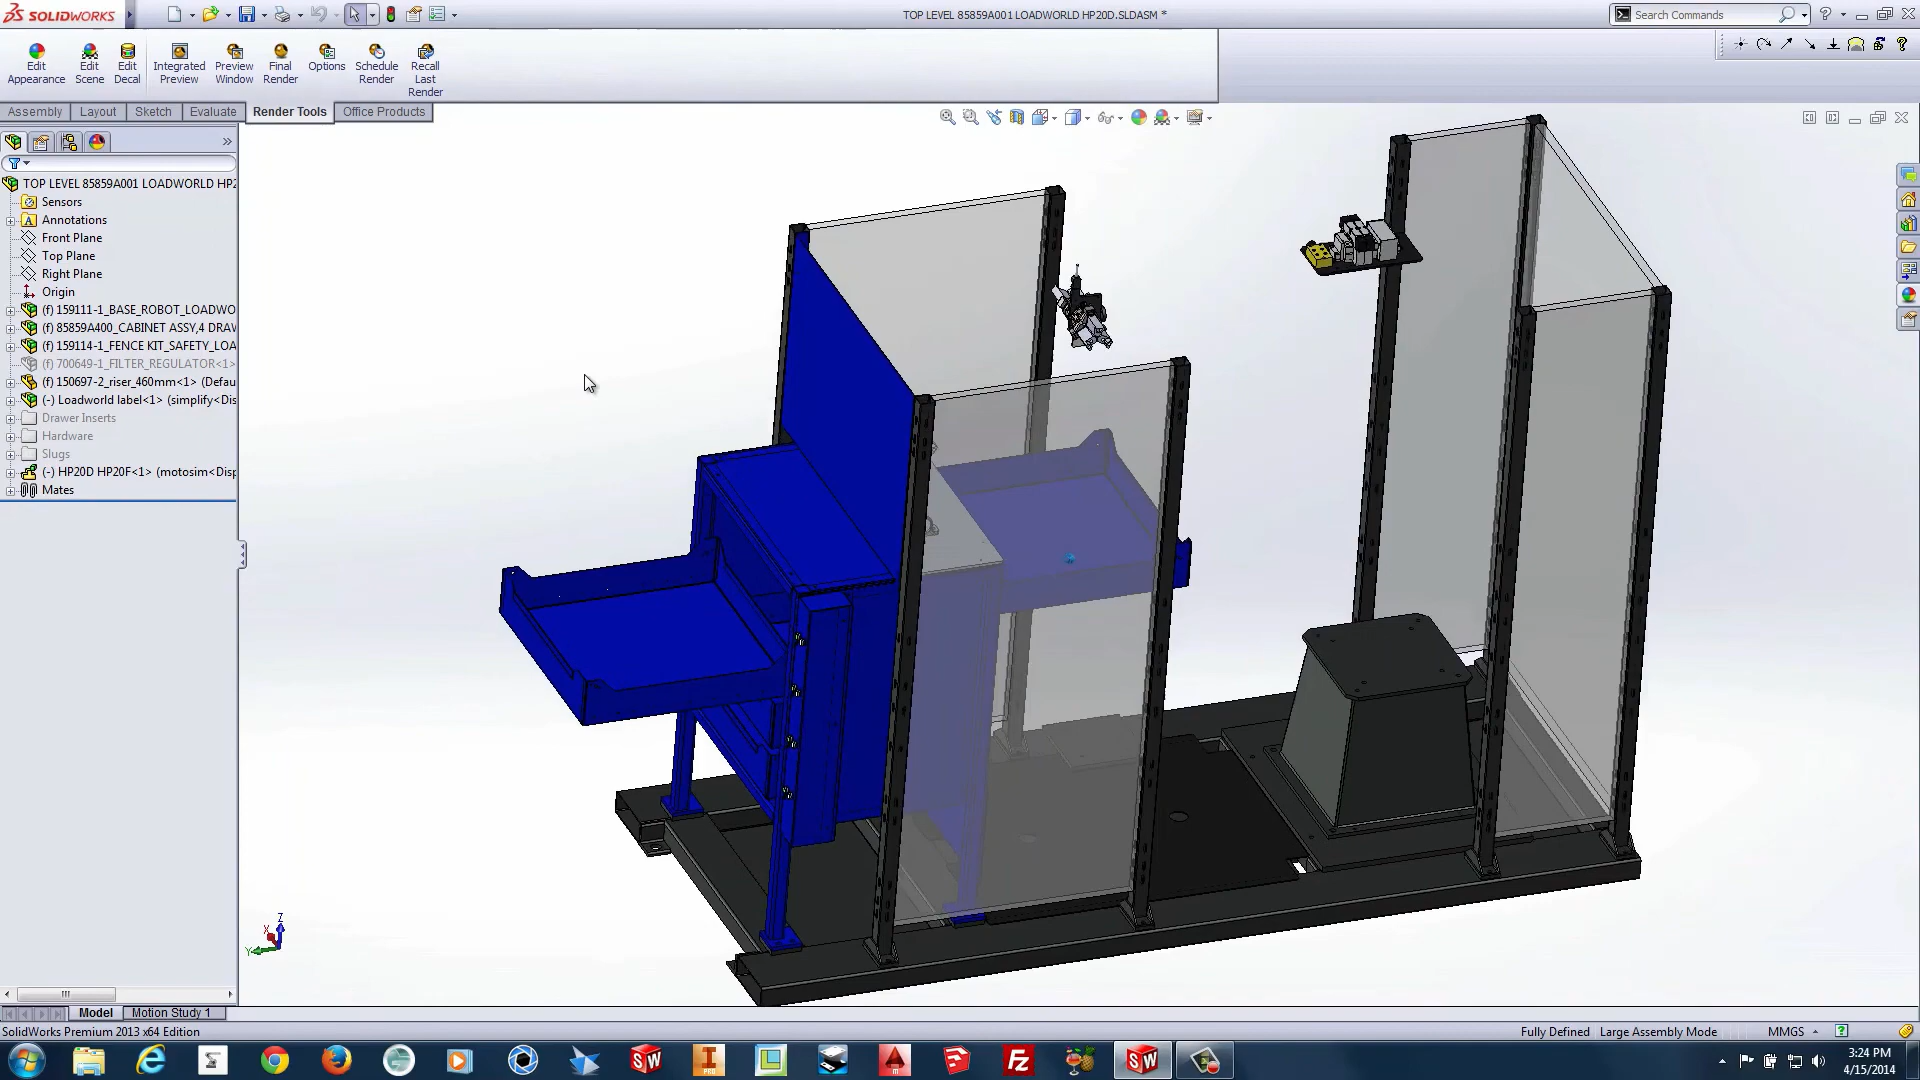 SOLIDWORKS
TOP LEVEL 85859A001 LOADWORLD HP20D.SLDASM *
Search Commands
Edit Appearance
Edit Scene
Edit Decal
Integrated Preview
Preview Window
Final Render
Options
Schedule Render
Recall Last Render
Assembly
Layout
Sketch
Evaluate
Render Tools
Office Products
TOP LEVEL 85859A001 LOADWORLD HP2
Sensors
Annotations
Front Plane
Top Plane
Right Plane
Origin
(f) 159111-1_BASE_ROBOT_LOADWO
(f) 85859A400_CABINET ASSY,4 DRAW
(f) 159114-1_FENCE KIT_SAFETY_LOA
(f) 700649-1_FILTER_REGULATOR<1>
(f) 150697-2_riser_460mm<1> (Defau
(-) Loadworld label<1> (simplify<Dis
Drawer Inserts
Hardware
Slugs
(-) HP20D HP20F<1> (motosim<Disp
Mates
Z
X
Y
Model
Motion Study 1
SolidWorks Premium 2013 x64 Edition
Fully Defined
Large Assembly Mode
MMGS
3:24 PM
4/15/2014